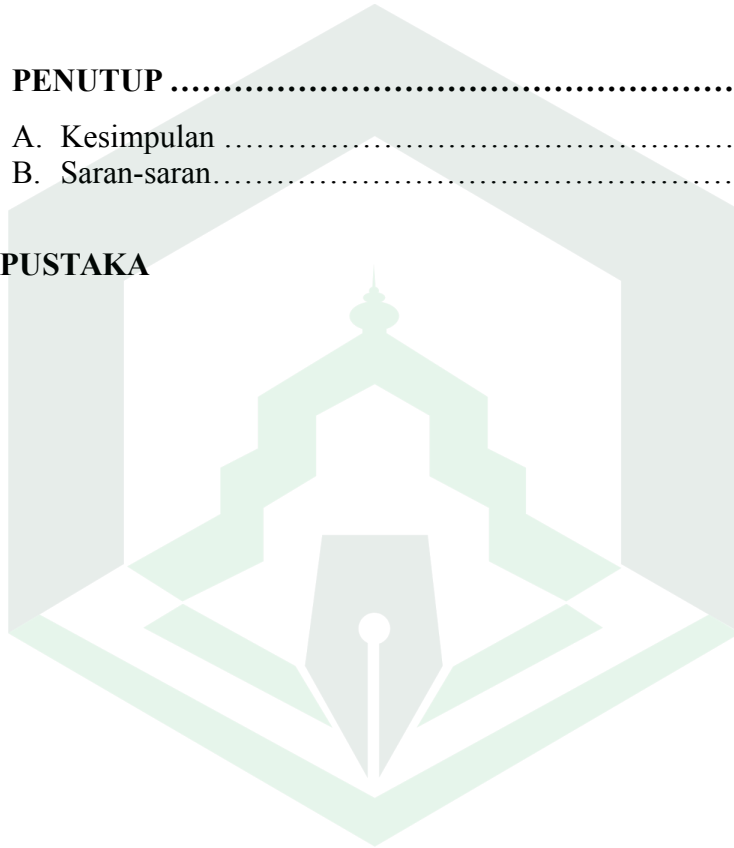 PENUTUP ……………………………………………
A. Kesimpulan ……………………………………………
B. Saran-saran……………………………………………
PUSTAKA